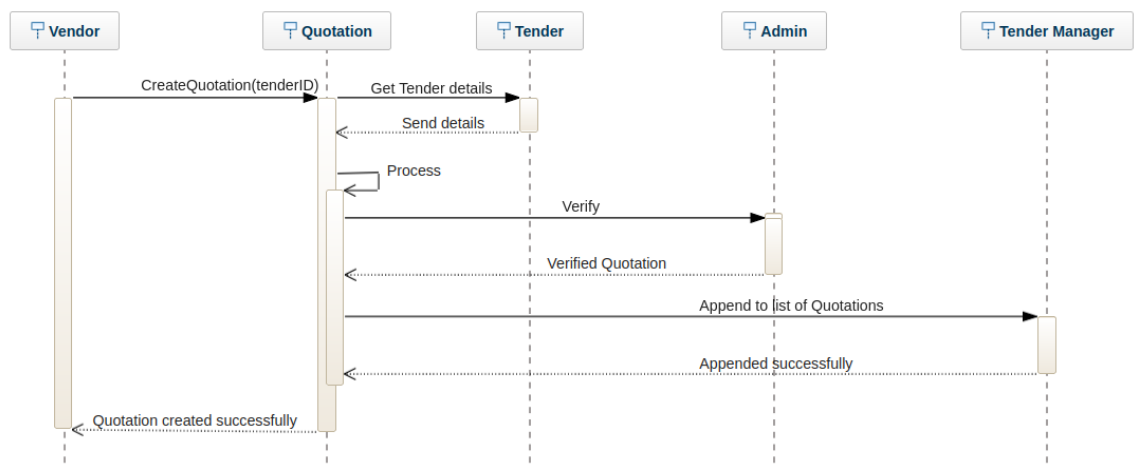 Vendor
Quotation
Tender
Admin
Tender Manager
CreateQuotation(tenderID)
Get Tender details
Send details
Process
Verify
Verified Quotation
Append to list of Quotations
Appended successfully
Quotation created successfully